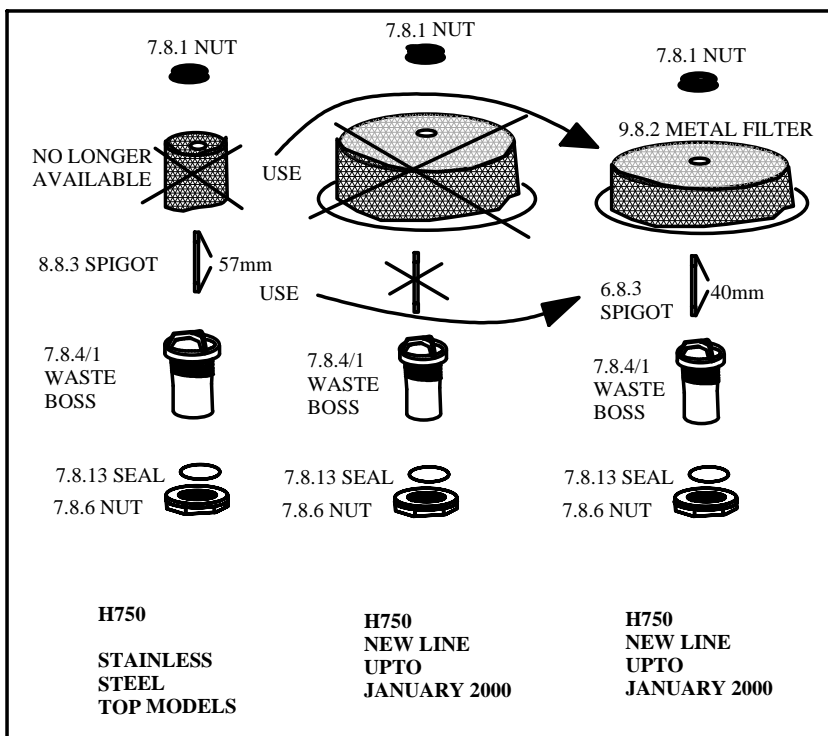 7.8.1 NUT
NO LONGER
AVAILABLE
8.8.3 SPIGOT
57mm
7.8.4/1
WASTE
BOSS
7.8.13 SEAL
7.8.6 NUT
H750
STAINLESS
STEEL
TOP MODELS
7.8.1 NUT
USE
USE
7.8.4/1
WASTE
BOSS
7.8.13 SEAL
7.8.6 NUT
H750
NEW LINE
UPTO
JANUARY 2000
7.8.1 NUT
9.8.2 METAL FILTER
6.8.3
SPIGOT
40mm
7.8.4/1
WASTE
BOSS
7.8.13 SEAL
7.8.6 NUT
H750
NEW LINE
UPTO
JANUARY 2000